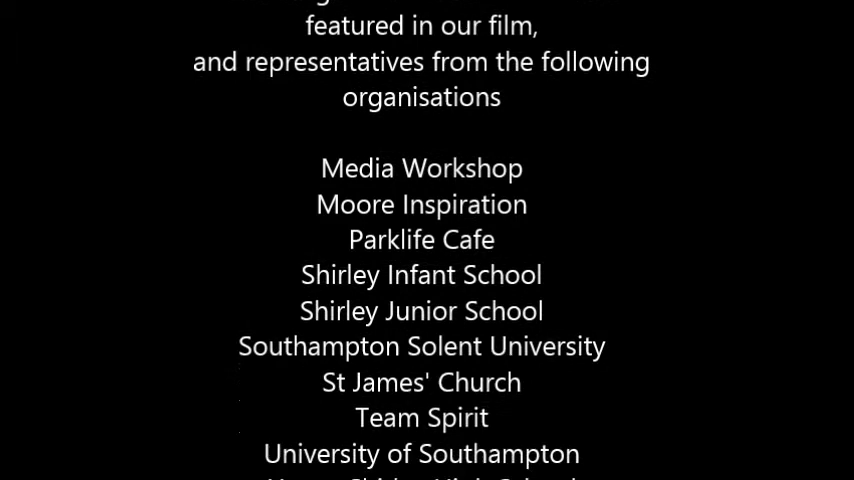 featured in our film,
and representatives from the following
organisations
Media Workshop
Moore Inspiration
Parklife Cafe
Shirley Infant School
Shirley Junior School
Southampton Solent University
St James' Church
Team Spirit
University of Southampton